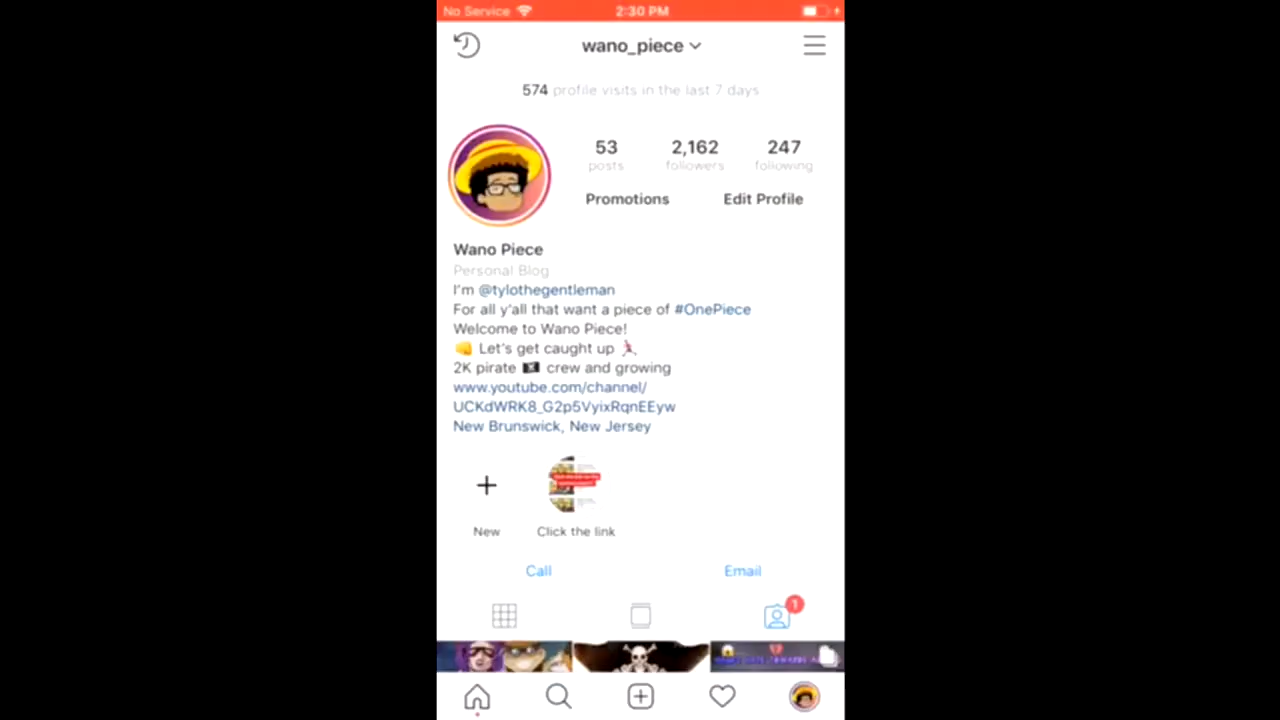 No Service
2:30 PM
wano_piece
574 profile visits in the last 7 days
53
2,162
247
posts
followers
following
Promotions
Edit Profile
Wano Piece
Personal Blog
I'm @tylothegentleman
For all y'all that want a piece of #OnePiece
Welcome to Wano Piece!
👊 Let's get caught up
2K pirate 🏴‍☠️ crew and growing
www.youtube.com/channel/
UCKdWRK8_G2p5VyixRqnEEyw
New Brunswick, New Jersey
New
Click the link
Call
Email
1